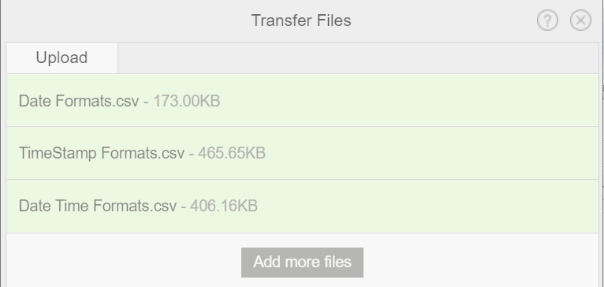 Transfer Files
Upload
Date Formats.csv - 173.00KB
TimeStamp Formats.csv - 465.65KB
Date Time Formats.csv - 406.16KB
Add more files